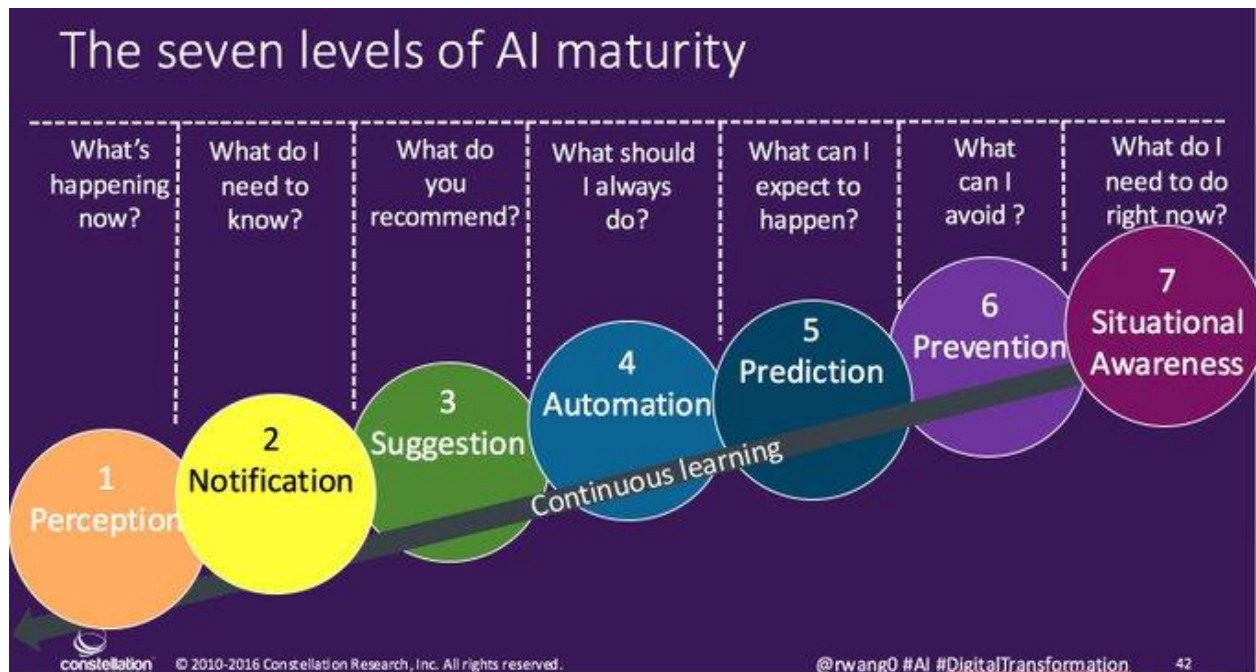 The seven levels of AI maturity
What's
happening
now?
What do I
need to
know?
What do
you
recommend?
What should
I always
do?
What can I
expect to
happen?
What
can I
avoid ?
What do I
need to do
right now?
1
Perception
2
Notification
3
Suggestion
4
Automation
5
Prediction
6
Prevention
7
Situational
Awareness
Continuous learning
constellation
© 2010-2016 Constellation Research, Inc. All rights reserved.
@rwang0 #AI #DigitalTransformation
42